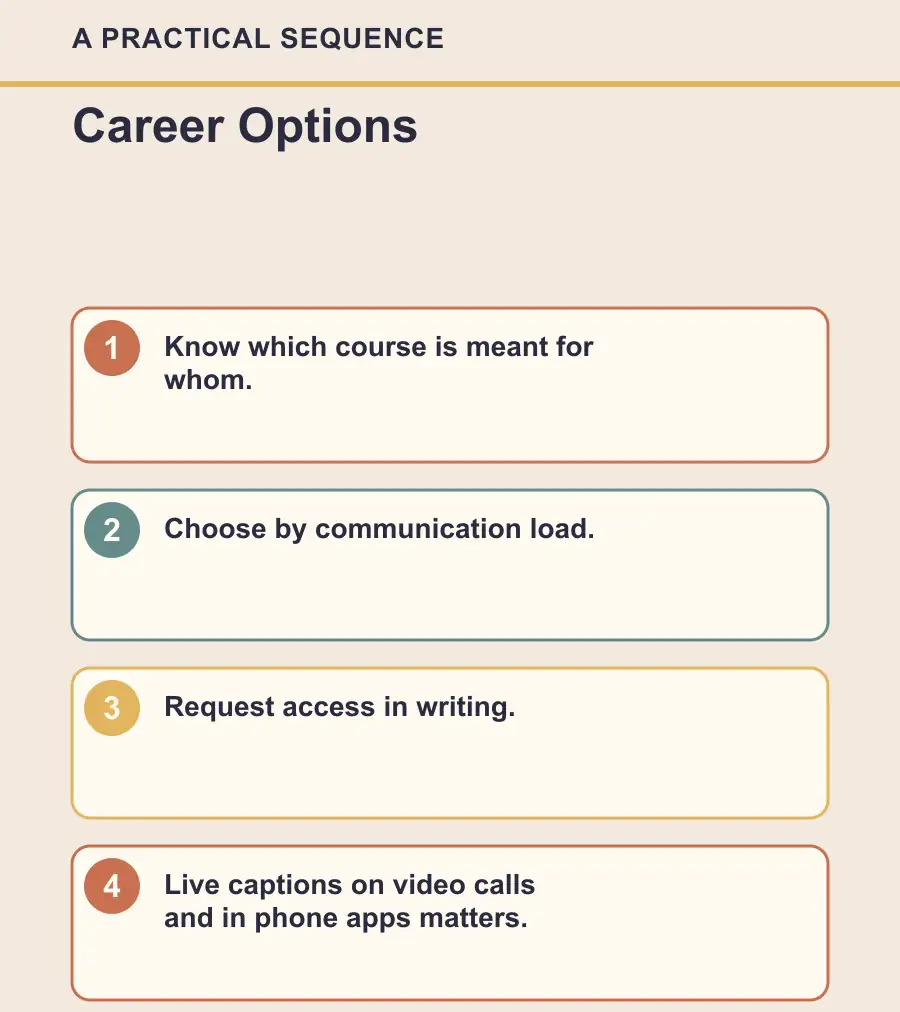 A PRACTICAL SEQUENCE
Career Options
1
Know which course is meant for
whom.
2
Choose by communication load.
3
Request access in writing.
4
Live captions on video calls
and in phone apps matters.